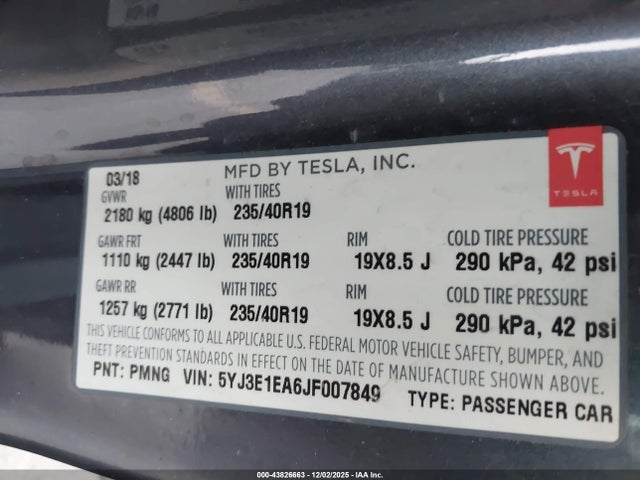 03/18 MFD BY TESLA, INC.
GVWR WITH TIRES
2180 kg (4806 lb) 235/40R19
GAWR FRT WITH TIRES RIM COLD TIRE PRESSURE
1110 kg (2447 lb) 235/40R19 19X8.5 J 290 kPa, 42 psi
GAWR RR WITH TIRES RIM COLD TIRE PRESSURE
1257 kg (2771 lb) 235/40R19 19X8.5 J 290 kPa, 42 psi
THIS VEHICLE CONFORMS TO ALL APPLICABLE U.S. FEDERAL MOTOR VEHICLE SAFETY, BUMPER, AND
THEFT PREVENTION STANDARDS IN EFFECT ON THE DATE OF MANUFACTURE SHOWN ABOVE.
PNT: PMNG VIN: 5YJ3E1EA6JF007849 TYPE: PASSENGER CAR
TESLA
000-43826663 - 12/02/2025 - IAA Inc.